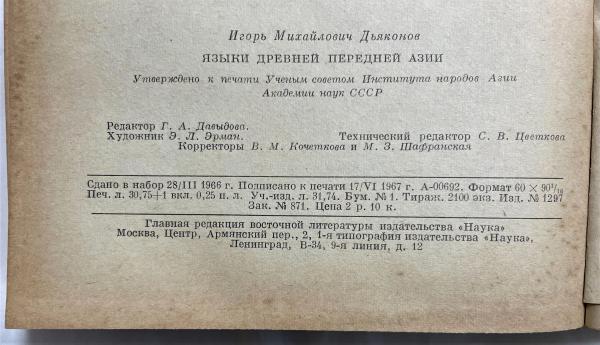 Игорь Михайлович Дьяконов
ЯЗЫКИ ДРЕВНЕЙ ПЕРЕДНЕЙ АЗИИ
Утверждено к печати Ученым советом Института народов Азии
Академии наук СССР
Редактор Г. А. Давыдова.
Художник Э. Л. Эрман. Технический редактор С. В. Цветкова
Корректоры В. М. Кочеткова и М. З. Шафранская
Сдано в набор 28/III 1966 г. Подписано к печати 17/VI 1967 г. А-00692. Формат 60 × 90¹/₁₆
Печ. л. 30,75+1 вкл. 0,25 п. л. Уч.-изд. л. 31,74. Бум. № 1. Тираж. 2100 экз. Изд. № 1297
Зак. № 871. Цена 2 р. 10 к.
Главная редакция восточной литературы издательства «Наука»
Москва, Центр, Армянский пер., 2, 1-я типография издательства «Наука»,
Ленинград, В-34, 9-я линия, д. 12